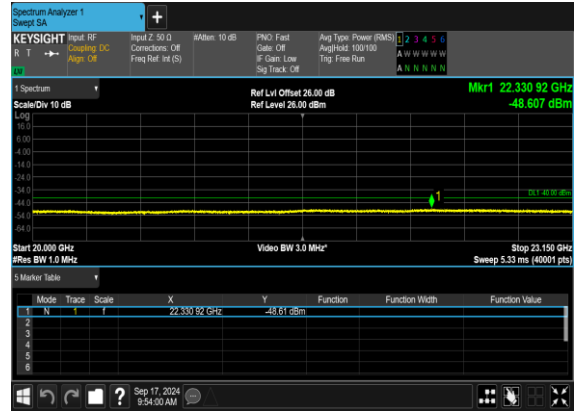 Spectrum Analyzer 1
Swept SA
+
KEYSIGHT Input: RF Input Z: 50 Ω #Atten: 10 dB PNO: Fast Avg Type: Power (RMS) 1 2 3 4 5 6
R T Coupling: DC Corrections: Off Gate: Off Avg|Hold: 100/100 A W W W W W
Align: Off Freq Ref: Int (S) IF Gain: Low Trig: Free Run
Sig Track: Off A N N N N N
1 Spectrum Ref Lvl Offset 26.00 dB Mkr1 22.330 92 GHz
Scale/Div 10 dB Ref Level 26.00 dBm -48.607 dBm
Log
16.0
6.00
-4.00
-14.0
-24.0
-34.0 DL1 -40.00 dBm
-44.0 1
-54.0
-64.0
Start 20.000 GHz Video BW 3.0 MHz* Stop 23.150 GHz
#Res BW 1.0 MHz Sweep 5.33 ms (40001 pts)
5 Marker Table
Mode Trace Scale X Y Function Function Width Function Value
1 N 1 f 22.330 92 GHz -48.61 dBm
2
3
4
5
6
? Sep 17, 2024
9:54:00 AM